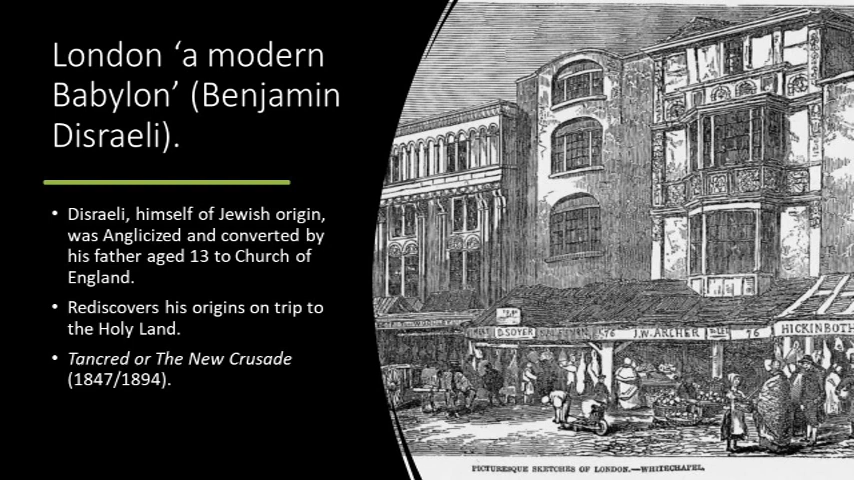 London ‘a modern
Babylon’ (Benjamin
Disraeli).
• Disraeli, himself of Jewish origin,
was Anglicized and converted by
his father aged 13 to Church of
England.
• Rediscovers his origins on trip to
the Holy Land.
• Tancred or The New Crusade
(1847/1894).
D.SOYER
76
J.W.ARCHER
76
HICKINBOTH
PICTURESQUE SKETCHES OF LONDON.—WHITECHAPEL.